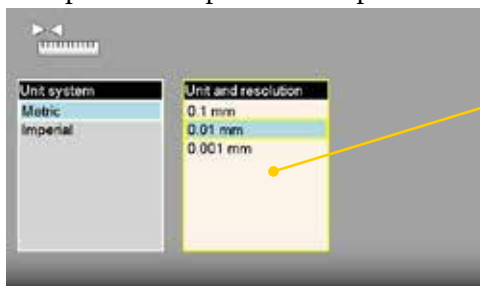 Unit system
Metric
Imperial
Unit and resolution
0.1 mm
0.01 mm
0.001 mm